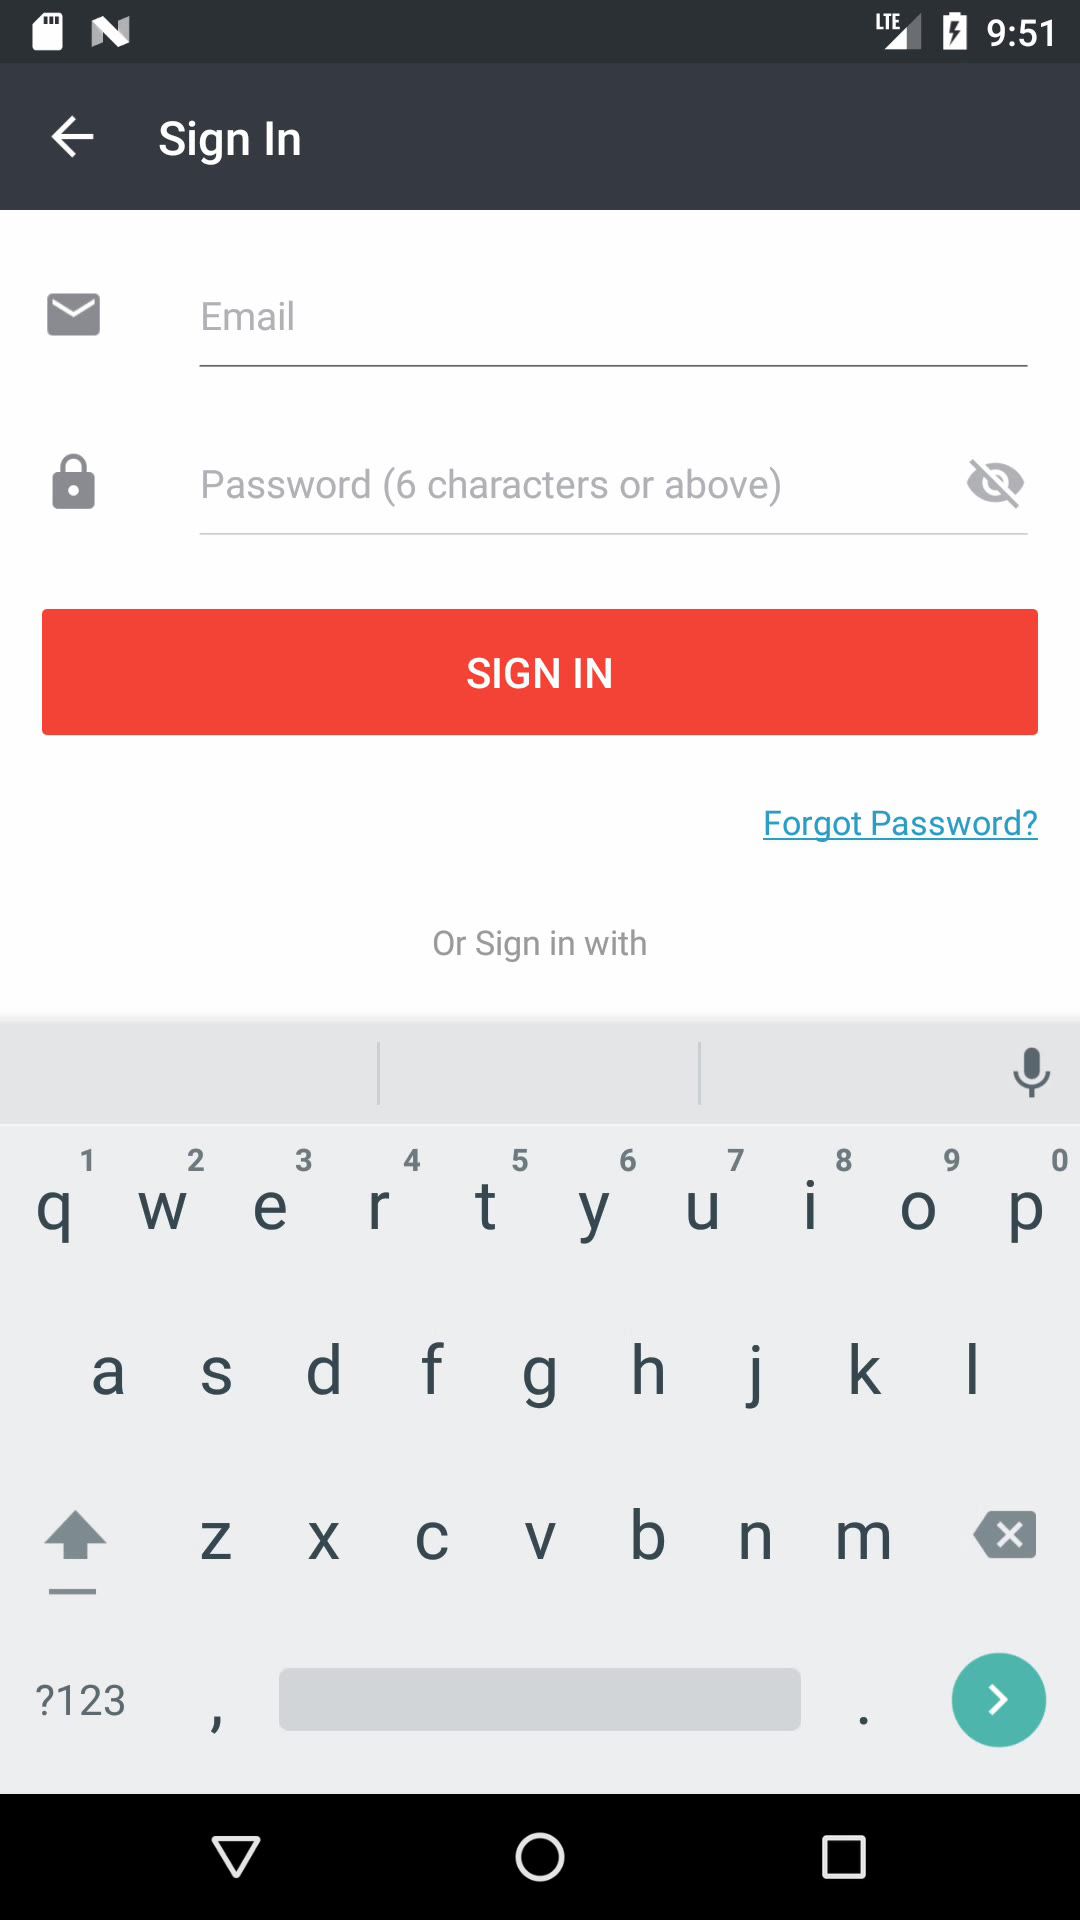 LTE 9:51
Sign In
Email
Password (6 characters or above)
SIGN IN
Forgot Password?
Or Sign in with
1 2 3 4 5 6 7 8 9 0
q w e r t y u i o p
a s d f g h j k l
z x c v b n m
?123 , .